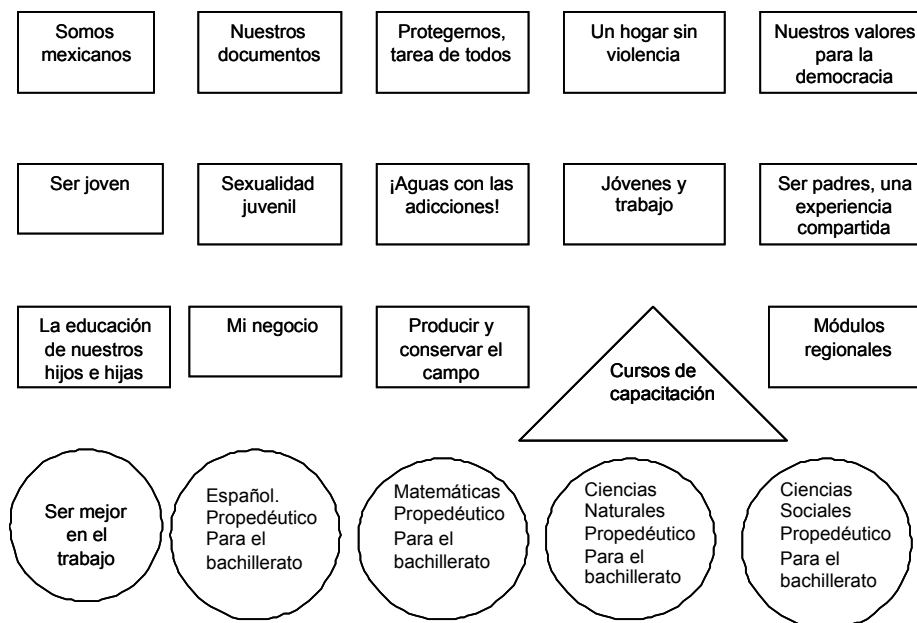 Somos
mexicanos
Nuestros
documentos
Protegernos,
tarea de todos
Un hogar sin
violencia
Nuestros valores
para la
democracia
Ser joven
Sexualidad
juvenil
¡Aguas con las
adicciones!
Jóvenes y
trabajo
Ser padres, una
experiencia
compartida
La educación
de nuestros
hijos e hijas
Mi negocio
Producir y
conservar el
campo
Cursos de
capacitación
Módulos
regionales
Ser mejor
en el
trabajo
Español.
Propedéutico
Para el
bachillerato
Matemáticas
Propedéutico
Para el
bachillerato
Ciencias
Naturales
Propedéutico
Para el
bachillerato
Ciencias
Sociales
Propedéutico
Para el
bachillerato